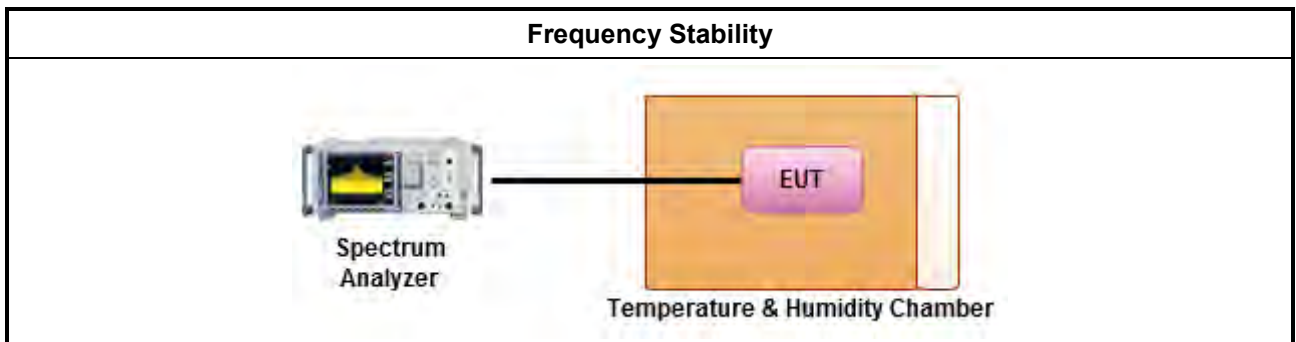 Frequency Stability
EUT
Spectrum
Analyzer
Temperature & Humidity Chamber